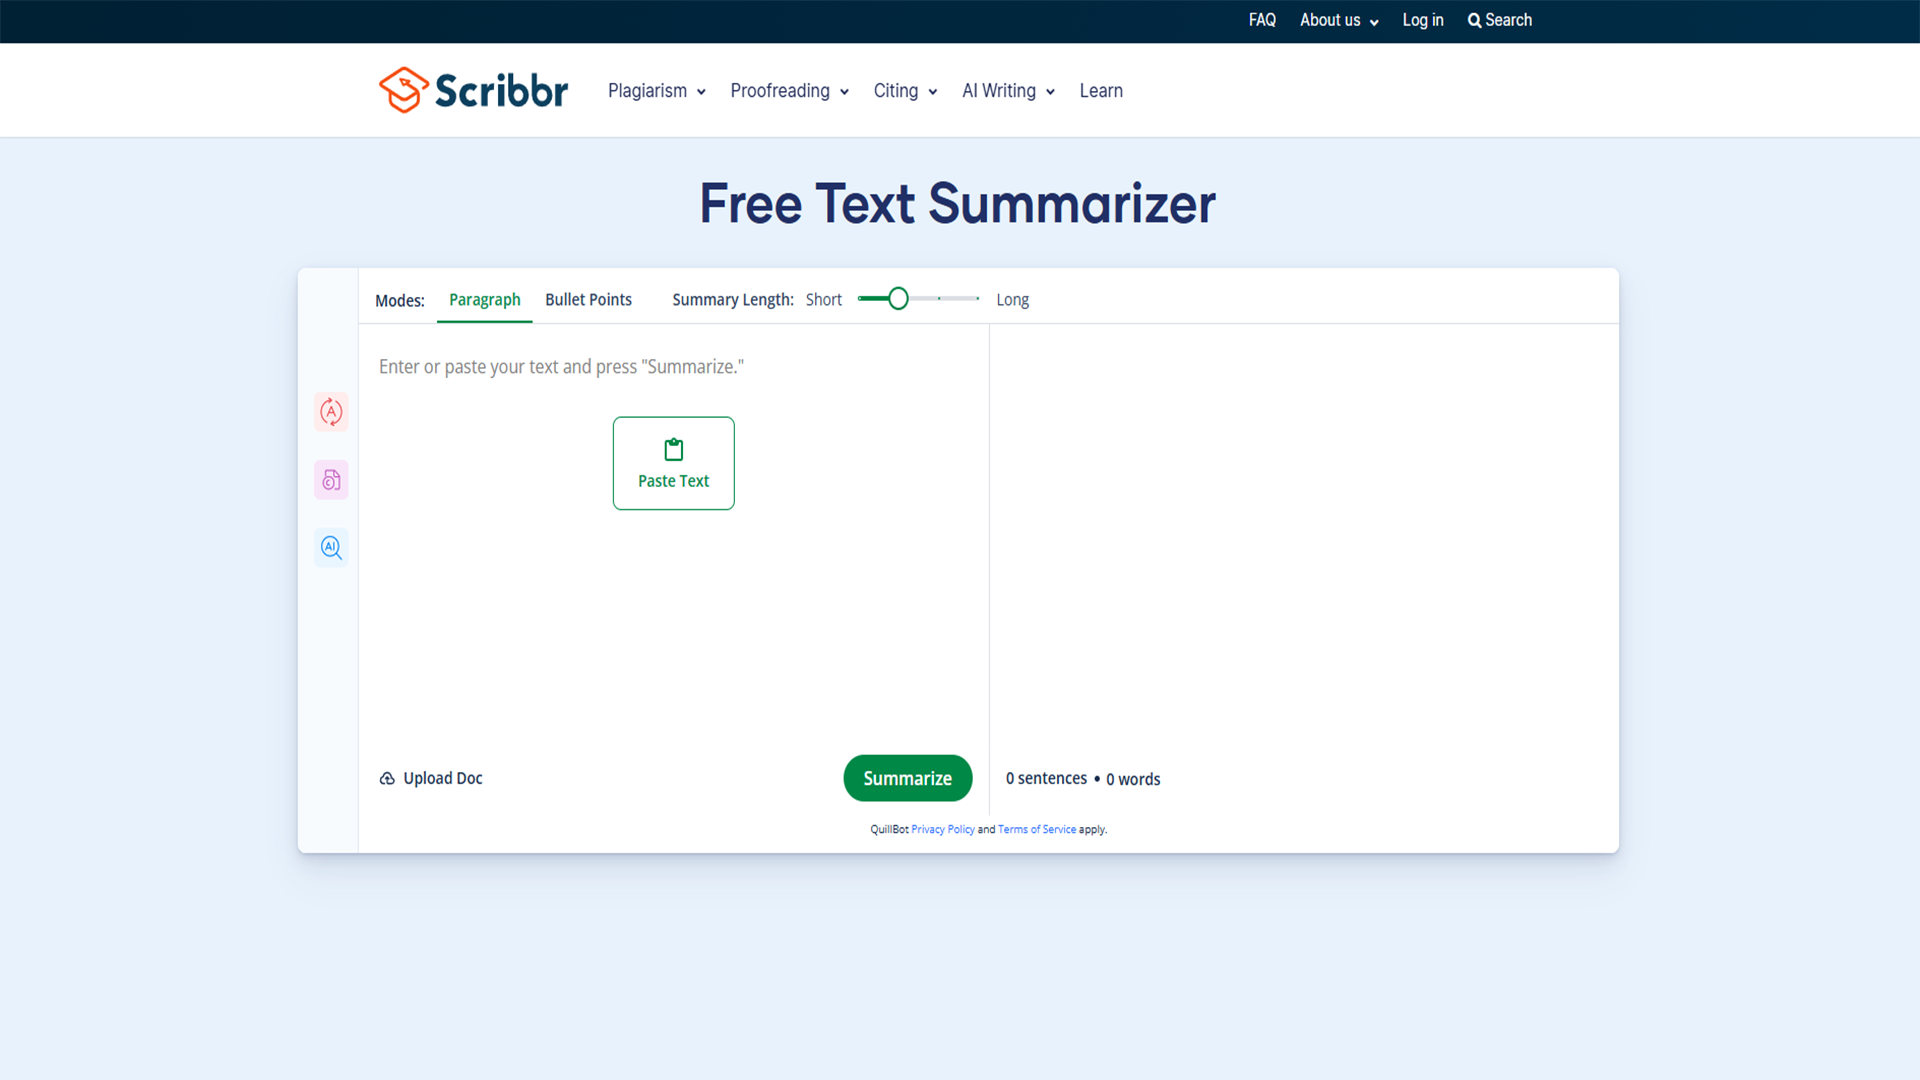 FAQ About us Log in Search
Scribbr Plagiarism Proofreading Citing AI Writing Learn
Free Text Summarizer
Modes: Paragraph Bullet Points Summary Length: Short Long
Enter or paste your text and press "Summarize."
A
Paste Text
C
AI
Upload Doc Summarize 0 sentences • 0 words
QuillBot Privacy Policy and Terms of Service apply.